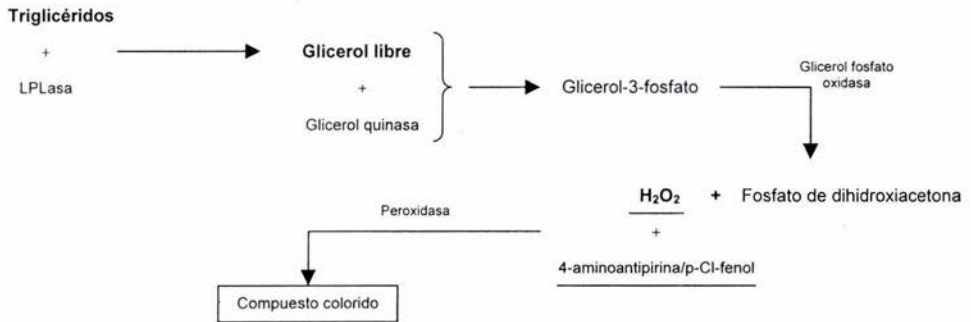 Triglicéridos
+
LPLasa
Glicerol libre
+
Glicerol quinasa
Glicerol-3-fosfato
Glicerol fosfato
oxidasa
H₂O₂ + Fosfato de dihidroxiacetona
+
4-aminoantipirina/p-Cl-fenol
Peroxidasa
Compuesto colorido